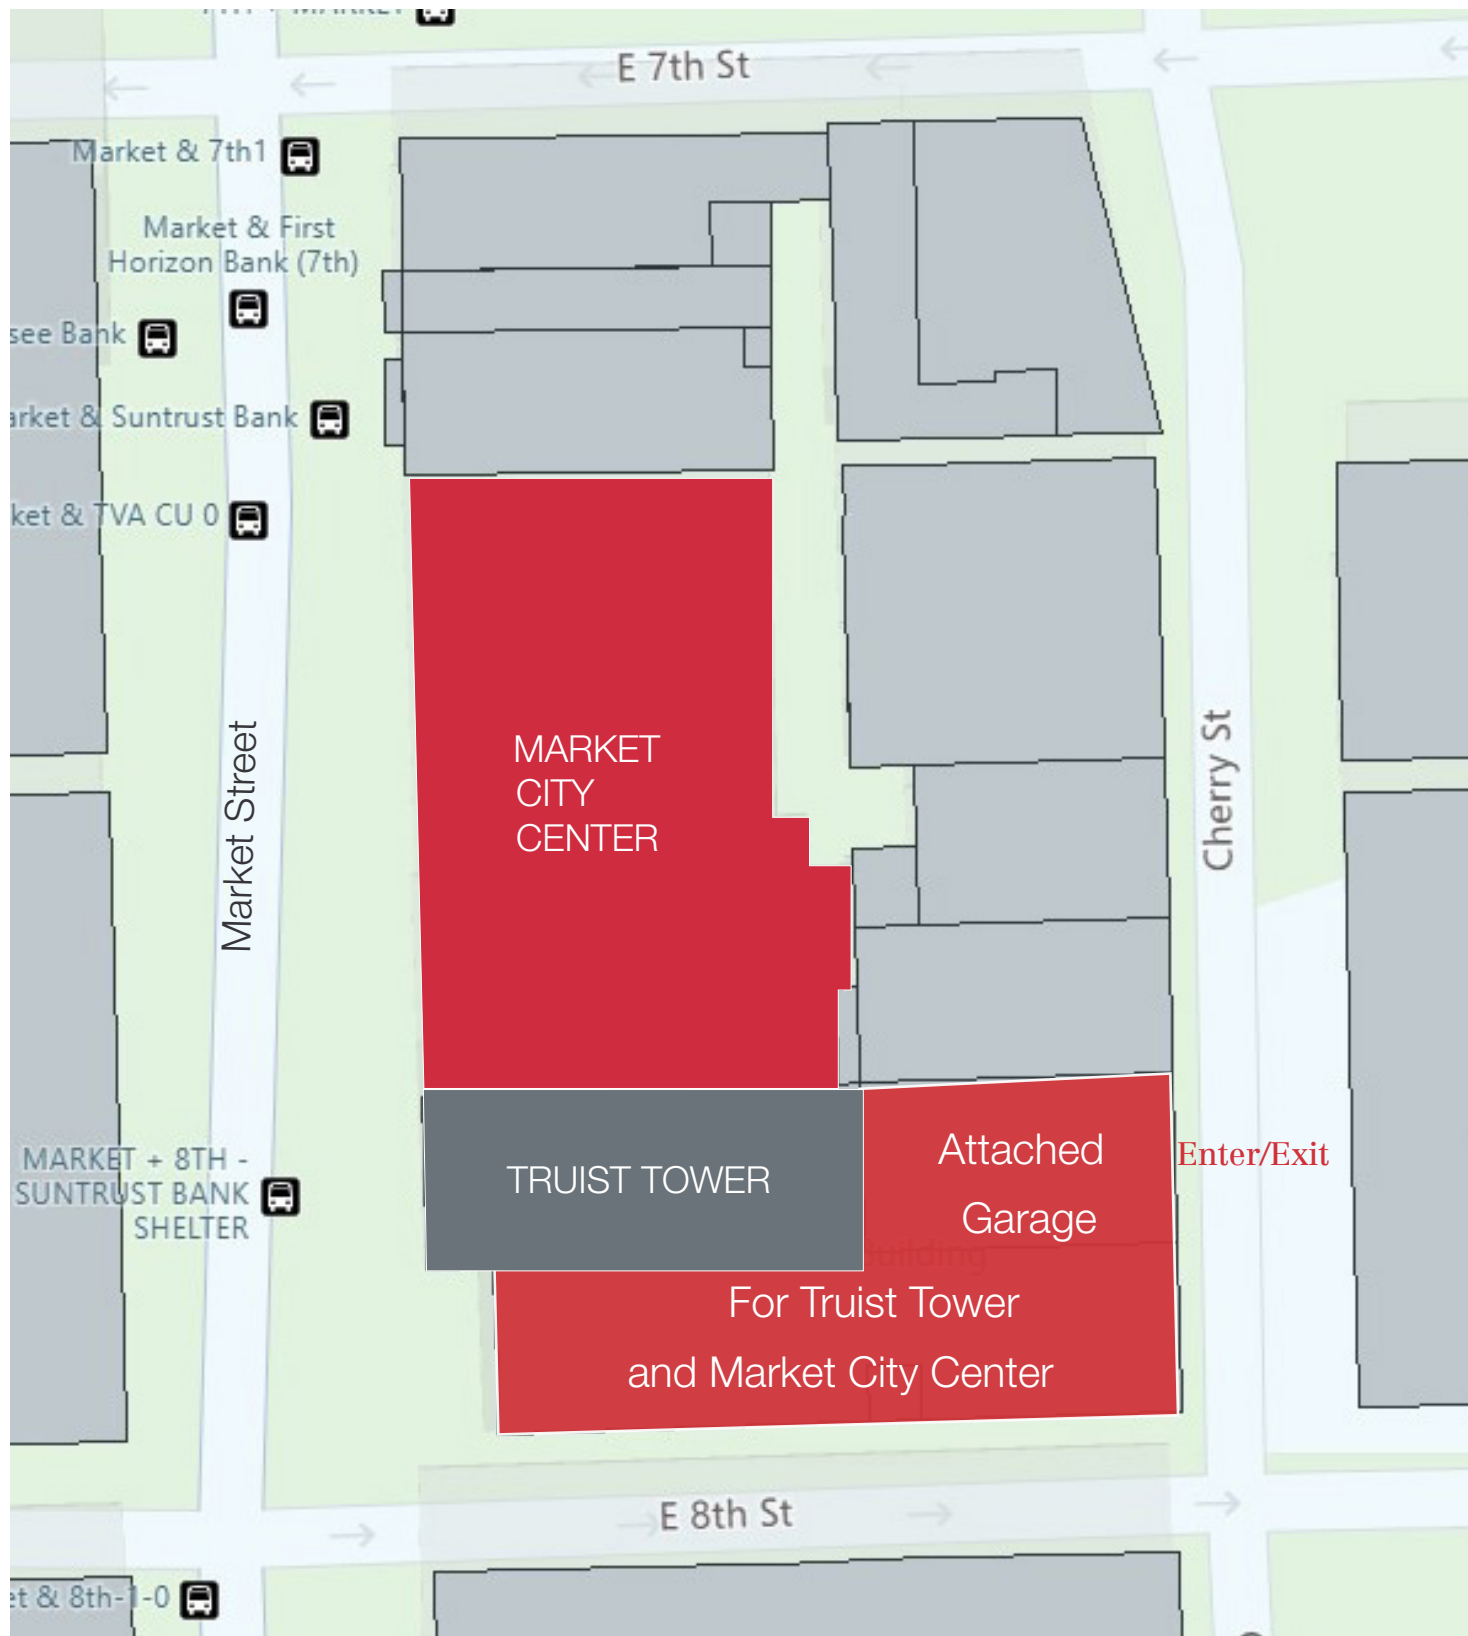 E 7th St
Market & 7th1
Market & First
Horizon Bank (7th)
see Bank
arket & Suntrust Bank
ket & TVA CU 0
Market Street
MARKET
CITY
CENTER
Cherry St
MARKET + 8TH -
SUNTRUST BANK
SHELTER
TRUIST TOWER
Attached
Garage
Enter/Exit
Building
For Truist Tower
and Market City Center
E 8th St
et & 8th-1-0